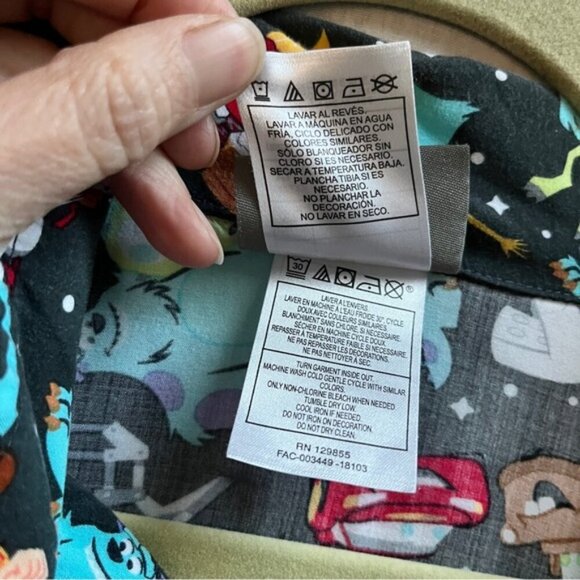 LAVAR AL REVÉS.
LAVAR A MÁQUINA EN AGUA
FRÍA, CICLO DELICADO CON
COLORES SIMILARES.
SÓLO BLANQUEADOR SIN
CLORO SI ES NECESARIO.
SECAR A TEMPERATURA BAJA.
PLANCHA TIBIA SI ES
NECESARIO.
NO PLANCHAR LA
DECORACIÓN.
NO LAVAR EN SECO.
30
LAVER A L'ENVERS.
LAVER EN MACHINE À L'EAU FROIDE 30°, CYCLE
DOUX AVEC COULEURS SIMILAIRES.
BLANCHIMENT SANS CHLORE, SI NÉCESSAIRE.
SÉCHER EN MACHINE CYCLE DOUX.
REPASSER À TEMPÉRATURE FAIBLE SI NÉCESSAIRE.
NE PAS REPASSER LES DECORATIONS.
NE PAS NETTOYER À SEC.
TURN GARMENT INSIDE OUT.
MACHINE WASH COLD GENTLE CYCLE WITH SIMILAR
COLORS.
ONLY NON-CHLORINE BLEACH WHEN NEEDED
TUMBLE DRY LOW.
COOL IRON IF NEEDED
DO NOT IRON ON DECORATION.
DO NOT DRY CLEAN.
RN 129855
FAC-003449 -18103